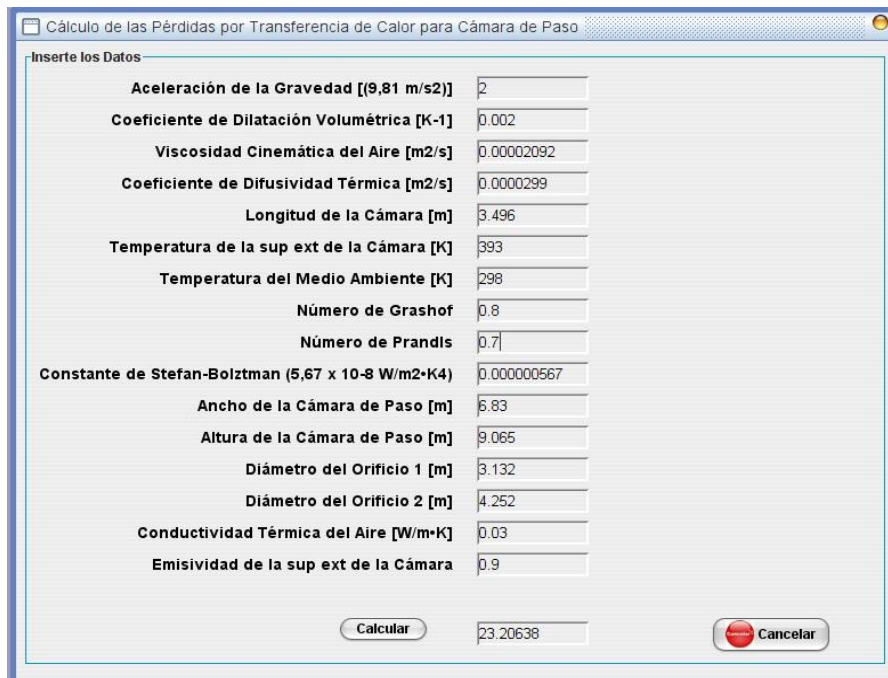 Cálculo de las Pérdidas por Transferencia de Calor para Cámara de Paso
Inserte los Datos
Aceleración de la Gravedad [(9,81 m/s2)] 2
Coeficiente de Dilatación Volumétrica [K-1] 0.002
Viscosidad Cinemática del Aire [m2/s] 0.00002092
Coeficiente de Difusividad Térmica [m2/s] 0.0000299
Longitud de la Cámara [m] 3.496
Temperatura de la sup ext de la Cámara [K] 393
Temperatura del Medio Ambiente [K] 298
Número de Grashof 0.8
Número de Prandls 0.7
Constante de Stefan-Bolztman (5,67 x 10-8 W/m2•K4) 0.000000567
Ancho de la Cámara de Paso [m] 6.83
Altura de la Cámara de Paso [m] 9.065
Diámetro del Orificio 1 [m] 3.132
Diámetro del Orificio 2 [m] 4.252
Conductividad Térmica del Aire [W/m•K] 0.03
Emisividad de la sup ext de la Cámara 0.9
Calcular 23.20638 Cancelar